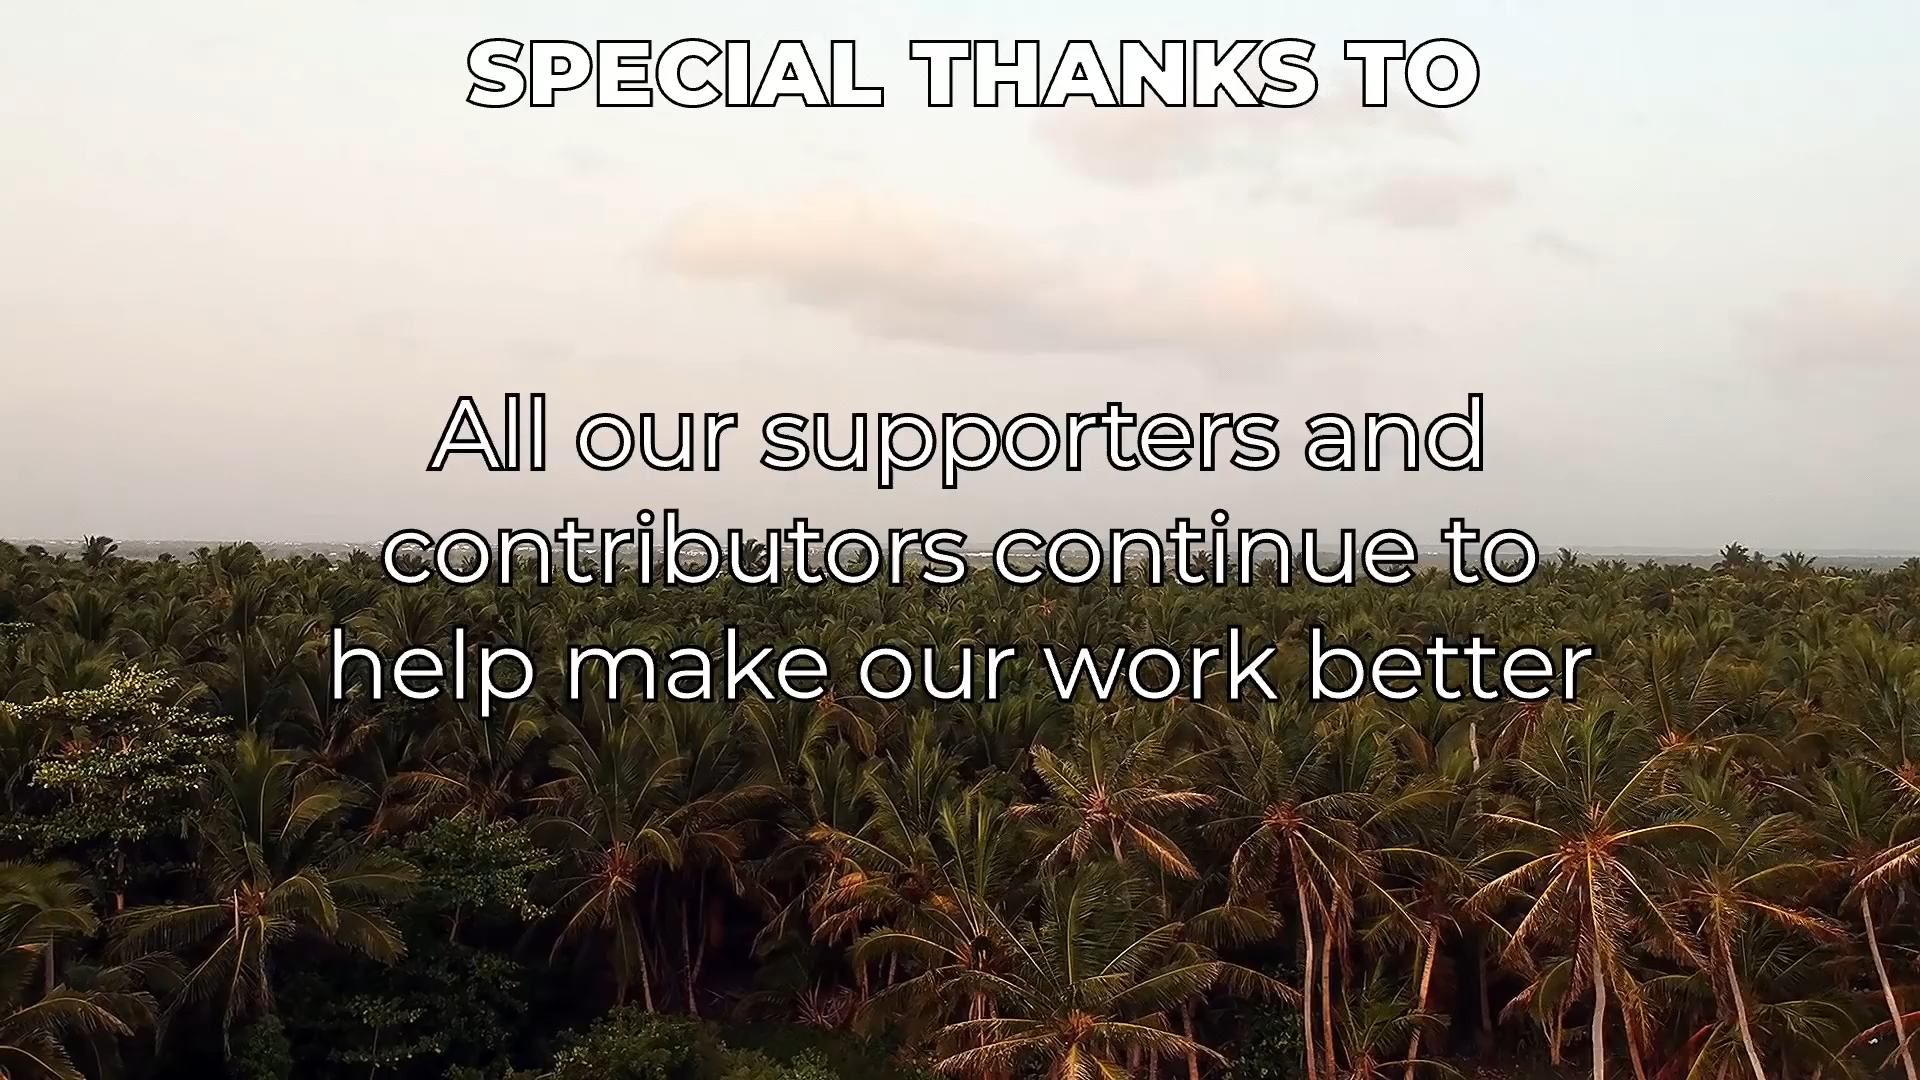 SPECIAL THANKS TO
All our supporters and
contributors continue to
help make our work better